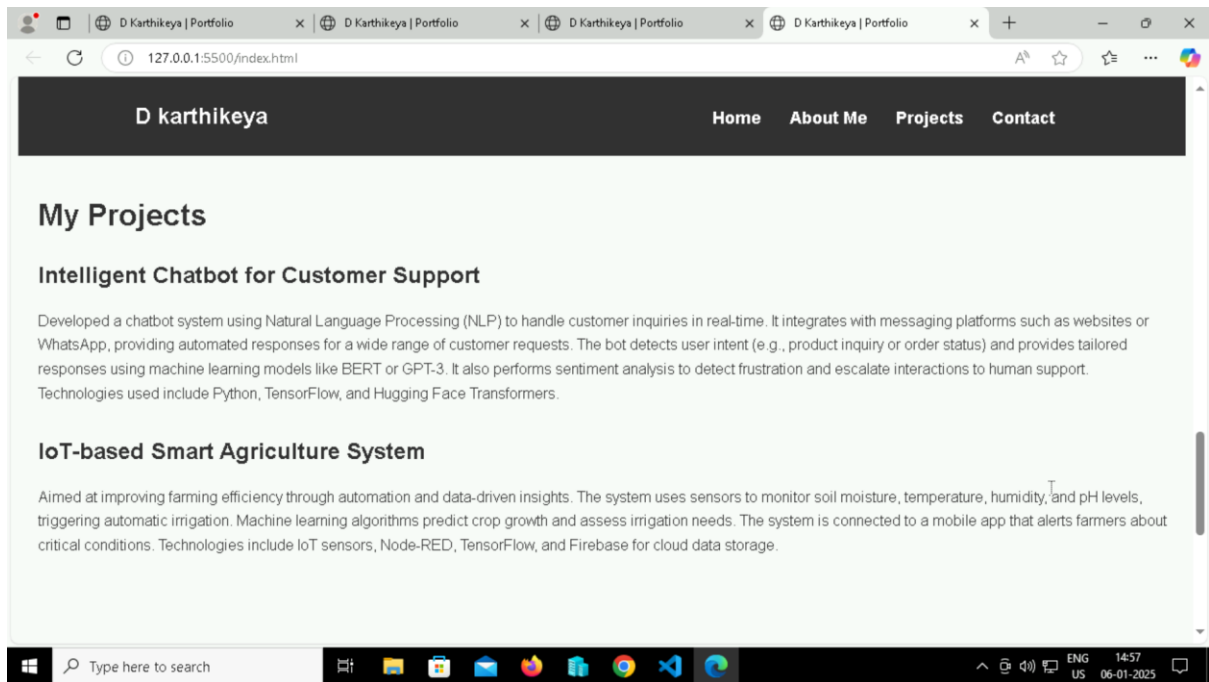 D Karthikeya | Portfolio
D Karthikeya | Portfolio
D Karthikeya | Portfolio
D Karthikeya | Portfolio
127.0.0.1:5500/index.html
D karthikeya
Home About Me Projects Contact
My Projects
Intelligent Chatbot for Customer Support
Developed a chatbot system using Natural Language Processing (NLP) to handle customer inquiries in real-time. It integrates with messaging platforms such as websites or
WhatsApp, providing automated responses for a wide range of customer requests. The bot detects user intent (e.g., product inquiry or order status) and provides tailored
responses using machine learning models like BERT or GPT-3. It also performs sentiment analysis to detect frustration and escalate interactions to human support.
Technologies used include Python, TensorFlow, and Hugging Face Transformers.
IoT-based Smart Agriculture System
Aimed at improving farming efficiency through automation and data-driven insights. The system uses sensors to monitor soil moisture, temperature, humidity, and pH levels,
triggering automatic irrigation. Machine learning algorithms predict crop growth and assess irrigation needs. The system is connected to a mobile app that alerts farmers about
critical conditions. Technologies include IoT sensors, Node-RED, TensorFlow, and Firebase for cloud data storage.
Type here to search
ENG
US
14:57
06-01-2025